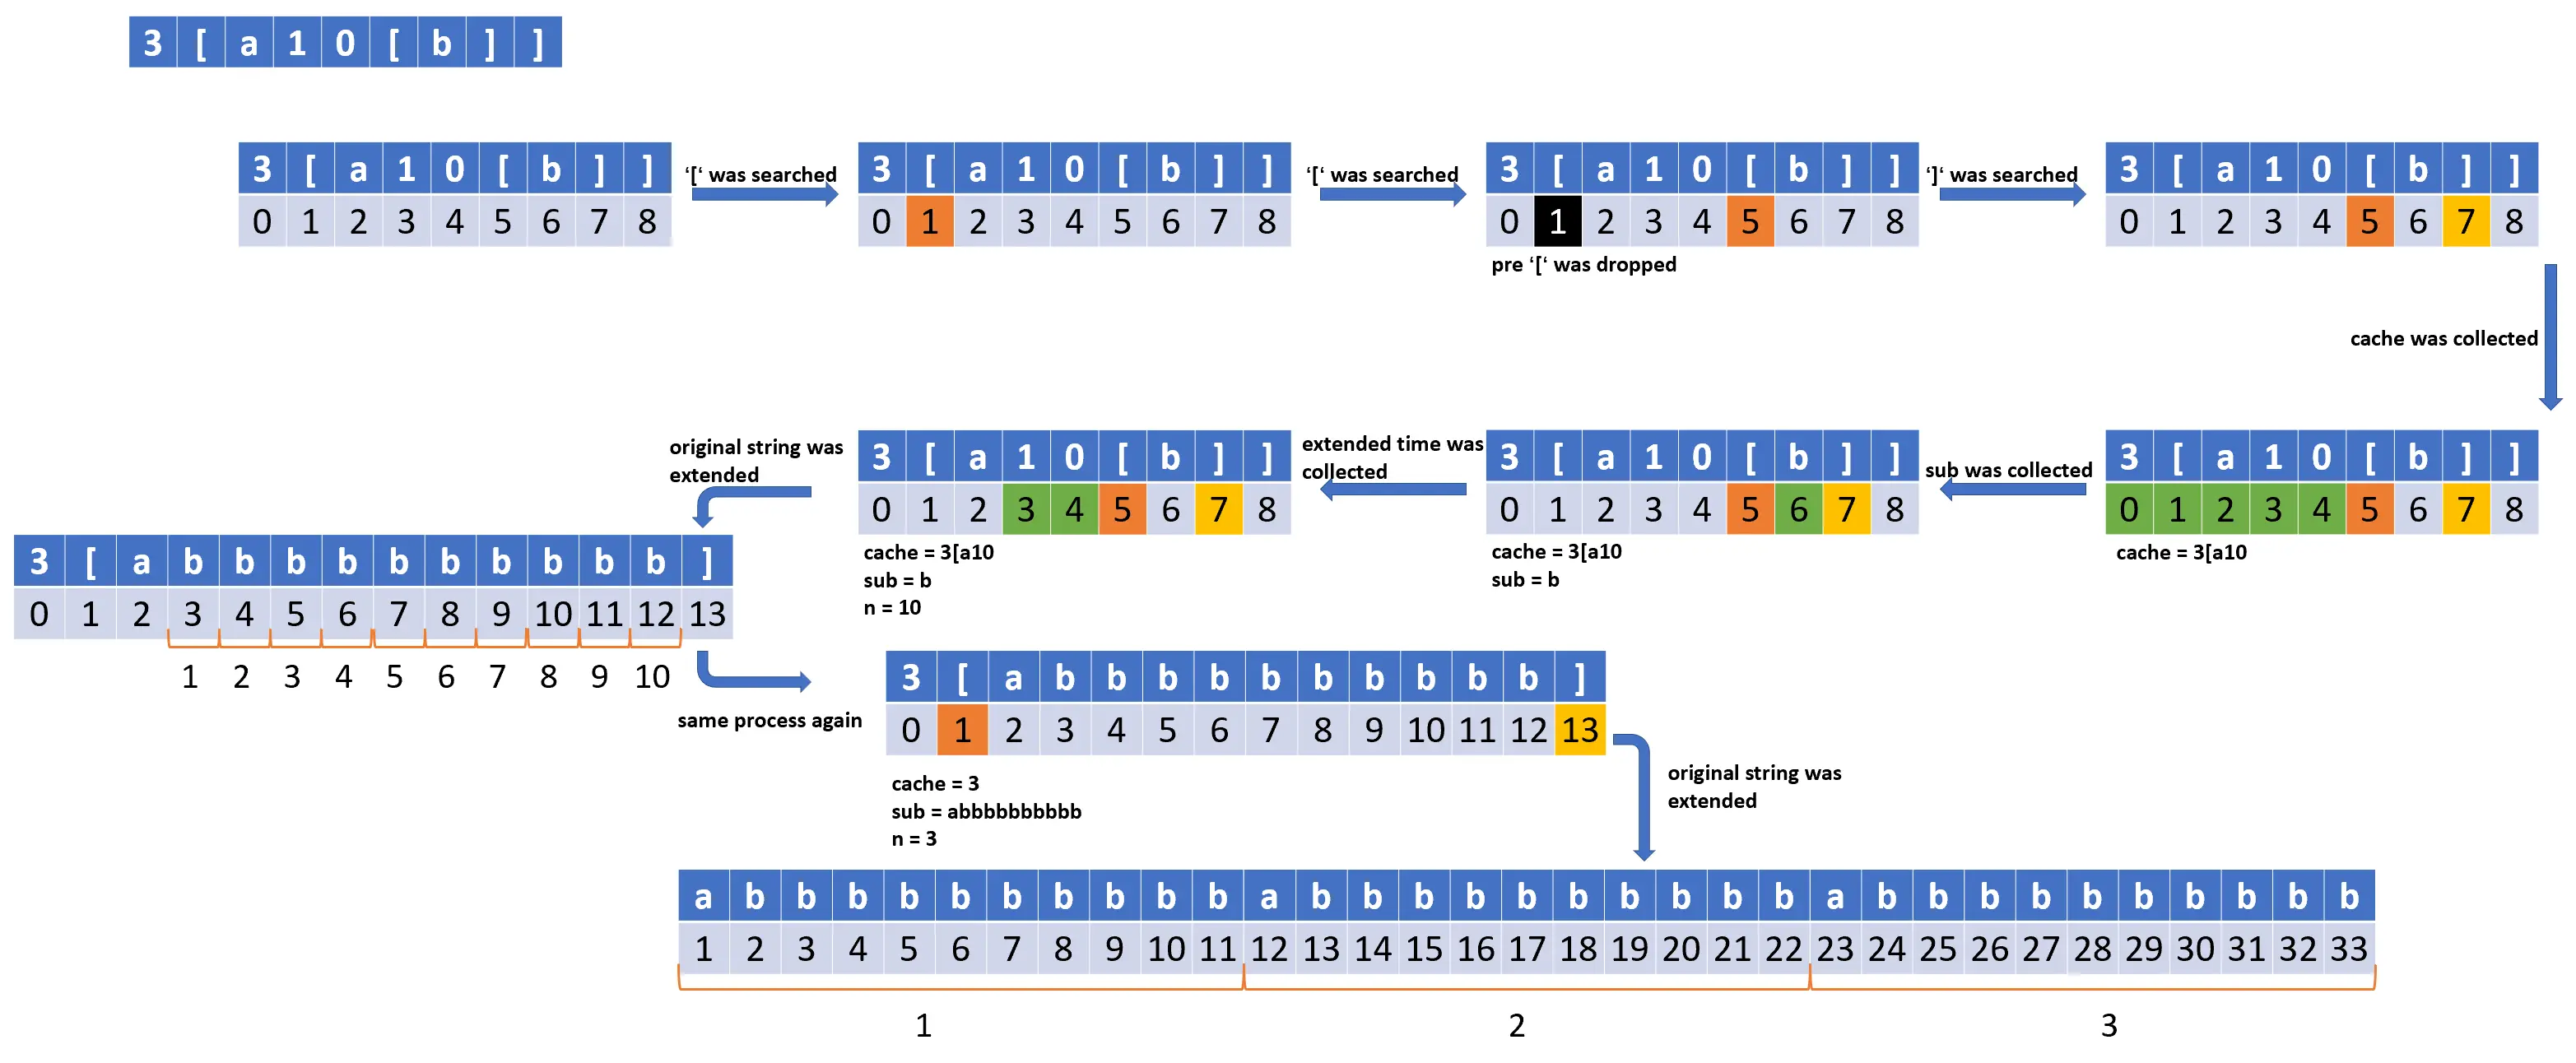 3 [ a 1 0 [ b ] ]
3 [ a 1 0 [ b ] ]
0 1 2 3 4 5 6 7 8
‘[‘ was searched
3 [ a 1 0 [ b ] ]
0 1 2 3 4 5 6 7 8
‘[‘ was searched
3 [ a 1 0 [ b ] ]
0 1 2 3 4 5 6 7 8
pre ‘[‘ was dropped
‘]‘ was searched
3 [ a 1 0 [ b ] ]
0 1 2 3 4 5 6 7 8
cache was collected
3 [ a 1 0 [ b ] ]
0 1 2 3 4 5 6 7 8
cache = 3[a10
sub was collected
3 [ a 1 0 [ b ] ]
0 1 2 3 4 5 6 7 8
cache = 3[a10
sub = b
extended time was
collected
3 [ a 1 0 [ b ] ]
0 1 2 3 4 5 6 7 8
cache = 3[a10
sub = b
n = 10
original string was
extended
3 [ a b b b b b b b b b b ]
0 1 2 3 4 5 6 7 8 9 10 11 12 13
1 2 3 4 5 6 7 8 9 10
same process again
3 [ a b b b b b b b b b b ]
0 1 2 3 4 5 6 7 8 9 10 11 12 13
cache = 3
sub = abbbbbbbbbb
n = 3
original string was
extended
a b b b b b b b b b b a b b b b b b b b b b a b b b b b b b b b b
1 2 3 4 5 6 7 8 9 10 11 12 13 14 15 16 17 18 19 20 21 22 23 24 25 26 27 28 29 30 31 32 33
1 2 3